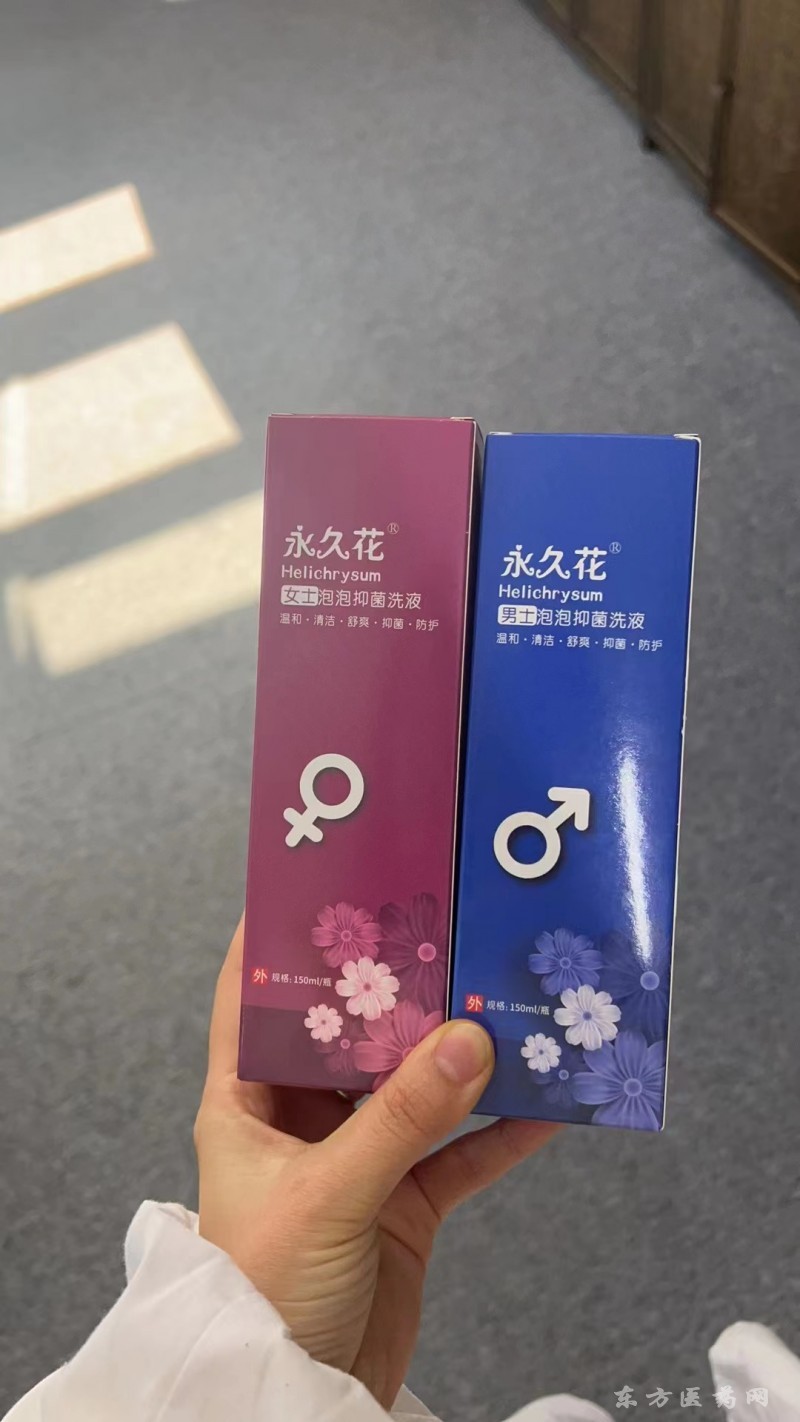 永久花®
Helichrysum
女士泡泡抑菌洗液
温和·清洁·舒爽·抑菌·防护
外 规格：150ml/瓶
永久花®
Helichrysum
男士泡泡抑菌洗液
温和·清洁·舒爽·抑菌·防护
外 规格：150ml/瓶
东方医药网